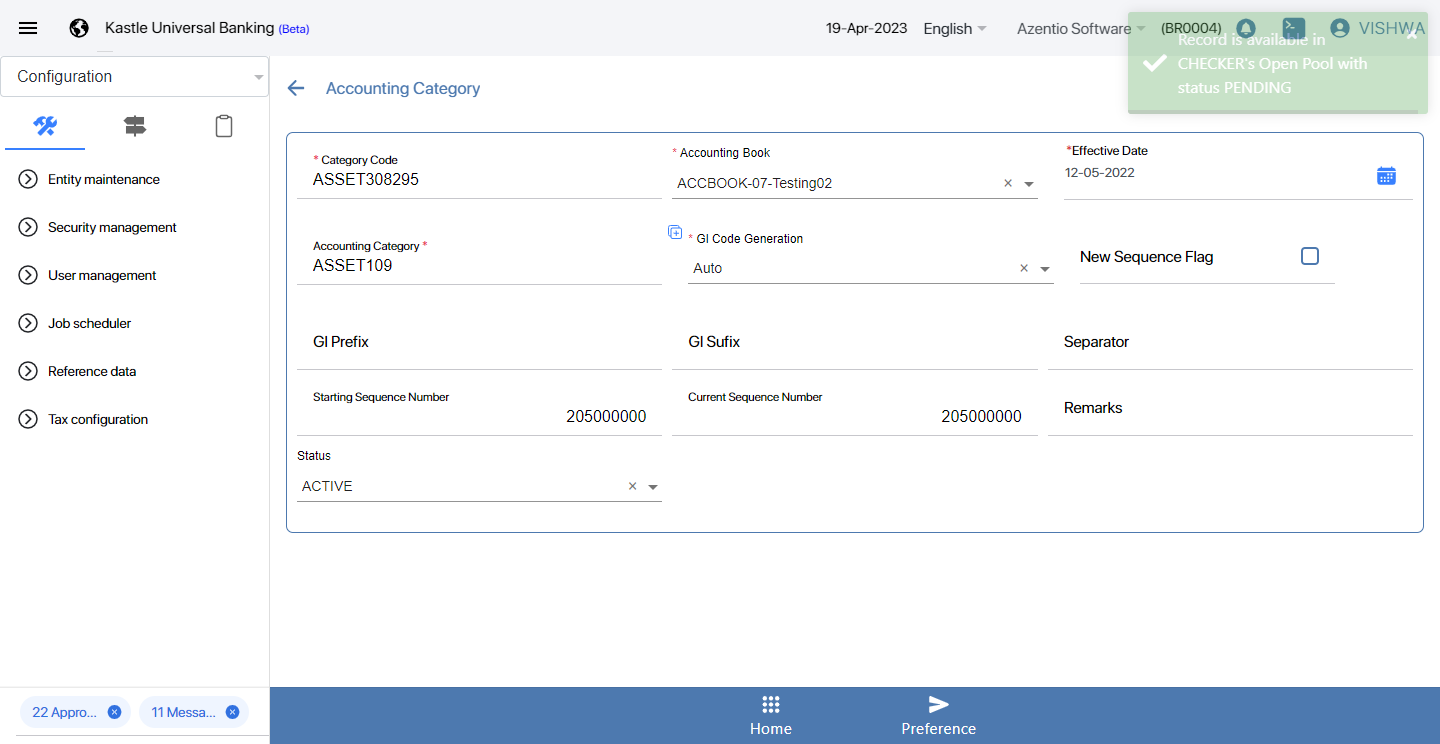 Kastle Universal Banking (Beta)
19-Apr-2023
English
Azentio Software
(BR0004)
VISHWA
Record is available in
CHECKER's Open Pool with
status PENDING
Configuration
Accounting Category
Entity maintenance
Security management
User management
Job scheduler
Reference data
Tax configuration
* Category Code
ASSET308295
* Accounting Book
ACCBOOK-07-Testing02
*Effective Date
12-05-2022
Accounting Category *
ASSET109
* Gl Code Generation
Auto
New Sequence Flag
Gl Prefix
Gl Sufix
Separator
Starting Sequence Number
205000000
Current Sequence Number
205000000
Remarks
Status
ACTIVE
22 Appro...
11 Messa...
Home
Preference